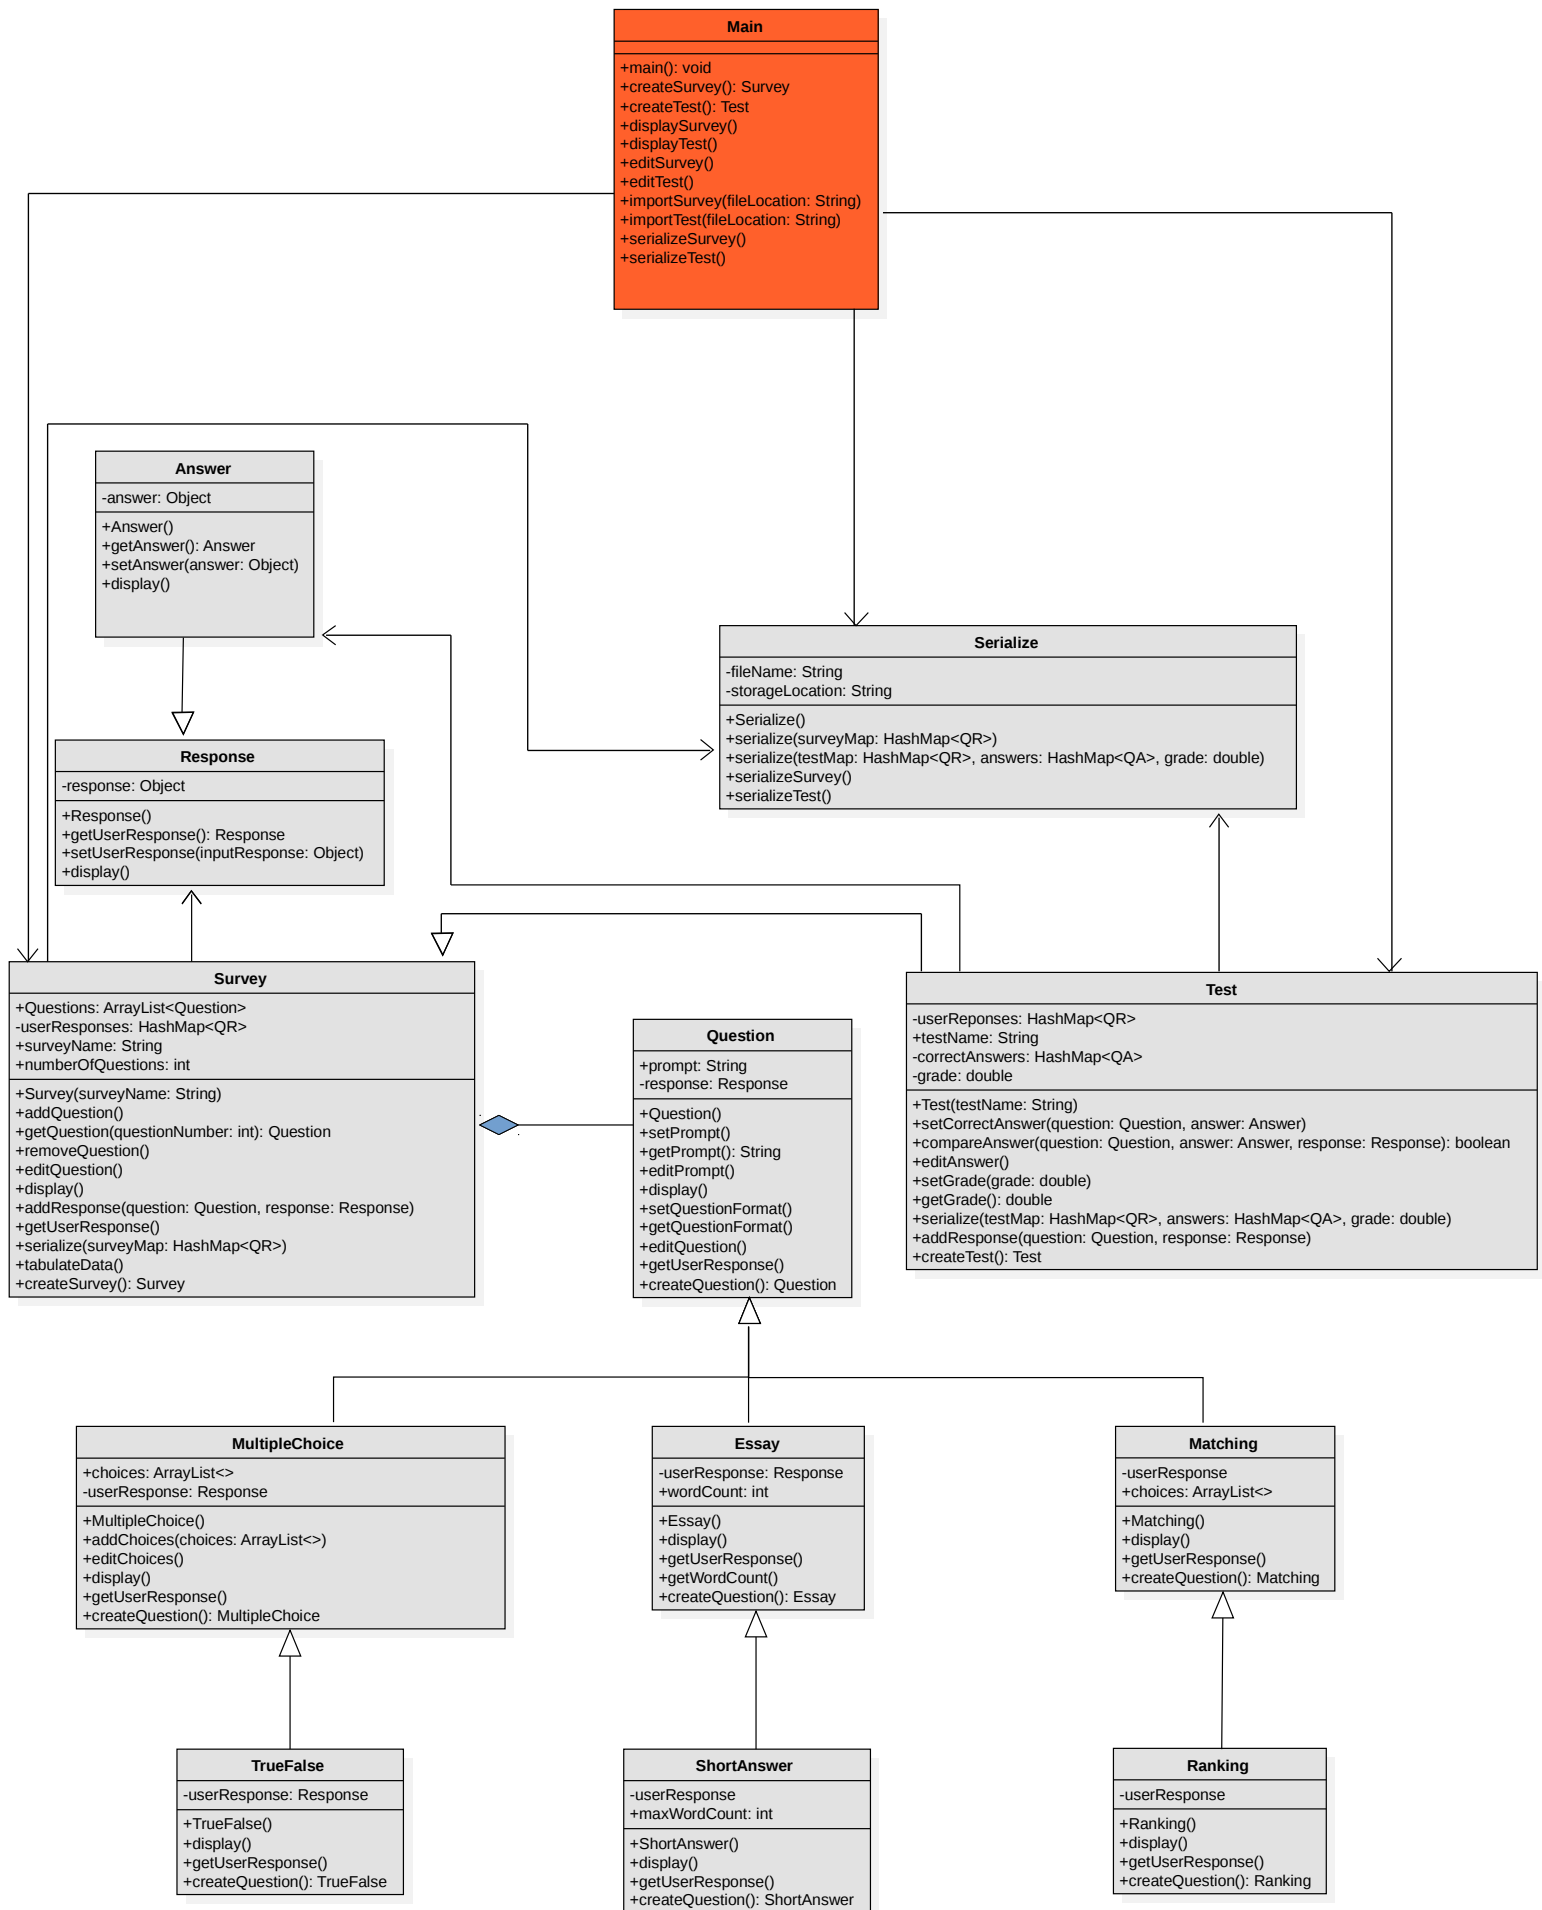 Main
+main(): void
+createSurvey(): Survey
+createTest(): Test
+displaySurvey()
+displayTest()
+editSurvey()
+editTest()
+importSurvey(fileLocation: String)
+importTest(fileLocation: String)
+serializeSurvey()
+serializeTest()
Answer
-answer: Object
+Answer()
+getAnswer(): Answer
+setAnswer(answer: Object)
+display()
Serialize
-fileName: String
-storageLocation: String
+Serialize()
+serialize(surveyMap: HashMap<QR>)
+serialize(testMap: HashMap<QR>, answers: HashMap<QA>, grade: double)
+serializeSurvey()
+serializeTest()
Response
-response: Object
+Response()
+getUserResponse(): Response
+setUserResponse(inputResponse: Object)
+display()
Survey
+Questions: ArrayList<Question>
-userResponses: HashMap<QR>
+surveyName: String
+numberOfQuestions: int
+Survey(surveyName: String)
+addQuestion()
+getQuestion(questionNumber: int): Question
+removeQuestion()
+editQuestion()
+display()
+addResponse(question: Question, response: Response)
+getUserResponse()
+serialize(surveyMap: HashMap<QR>)
+tabulateData()
+createSurvey(): Survey
Question
+prompt: String
-response: Response
+Question()
+setPrompt()
+getPrompt(): String
+editPrompt()
+display()
+setQuestionFormat()
+getQuestionFormat()
+editQuestion()
+getUserResponse()
+createQuestion(): Question
Test
-userReponses: HashMap<QR>
+testName: String
-correctAnswers: HashMap<QA>
-grade: double
+Test(testName: String)
+setCorrectAnswer(question: Question, answer: Answer)
+compareAnswer(question: Question, answer: Answer, response: Response): boolean
+editAnswer()
+setGrade(grade: double)
+getGrade(): double
+serialize(testMap: HashMap<QR>, answers: HashMap<QA>, grade: double)
+addResponse(question: Question, response: Response)
+createTest(): Test
MultipleChoice
+choices: ArrayList<>
-userResponse: Response
+MultipleChoice()
+addChoices(choices: ArrayList<>)
+editChoices()
+display()
+getUserResponse()
+createQuestion(): MultipleChoice
Essay
-userResponse: Response
+wordCount: int
+Essay()
+display()
+getUserResponse()
+getWordCount()
+createQuestion(): Essay
Matching
-userResponse
+choices: ArrayList<>
+Matching()
+display()
+getUserResponse()
+createQuestion(): Matching
TrueFalse
-userResponse: Response
+TrueFalse()
+display()
+getUserResponse()
+createQuestion(): TrueFalse
ShortAnswer
-userResponse
+maxWordCount: int
+ShortAnswer()
+display()
+getUserResponse()
+createQuestion(): ShortAnswer
Ranking
-userResponse
+Ranking()
+display()
+getUserResponse()
+createQuestion(): Ranking